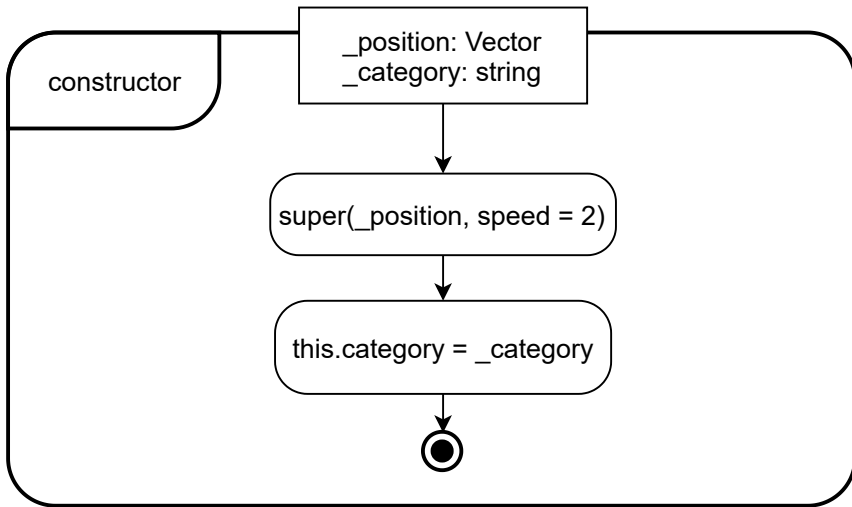 _position: Vector
_category: string
constructor
super(_position, speed = 2)
this.category = _category